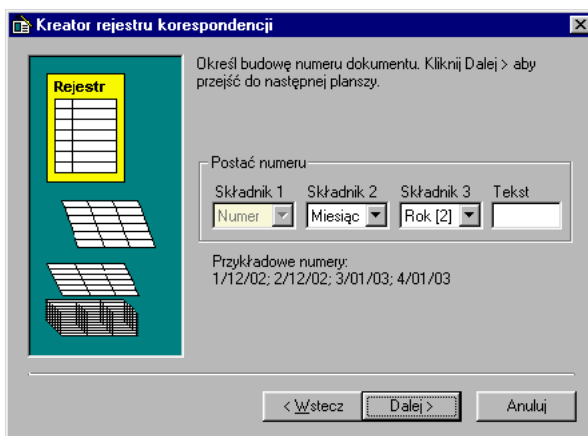 Kreator rejestru korespondencji
Rejestr
Określ budowę numeru dokumentu. Kliknij Dalej > aby
przejść do następnej planszy.
Postać numeru
Składnik 1 Składnik 2 Składnik 3 Tekst
Numer Miesiąc Rok [2]
Przykładowe numery:
1/12/02; 2/12/02; 3/01/03; 4/01/03
< Wstecz Dalej > Anuluj